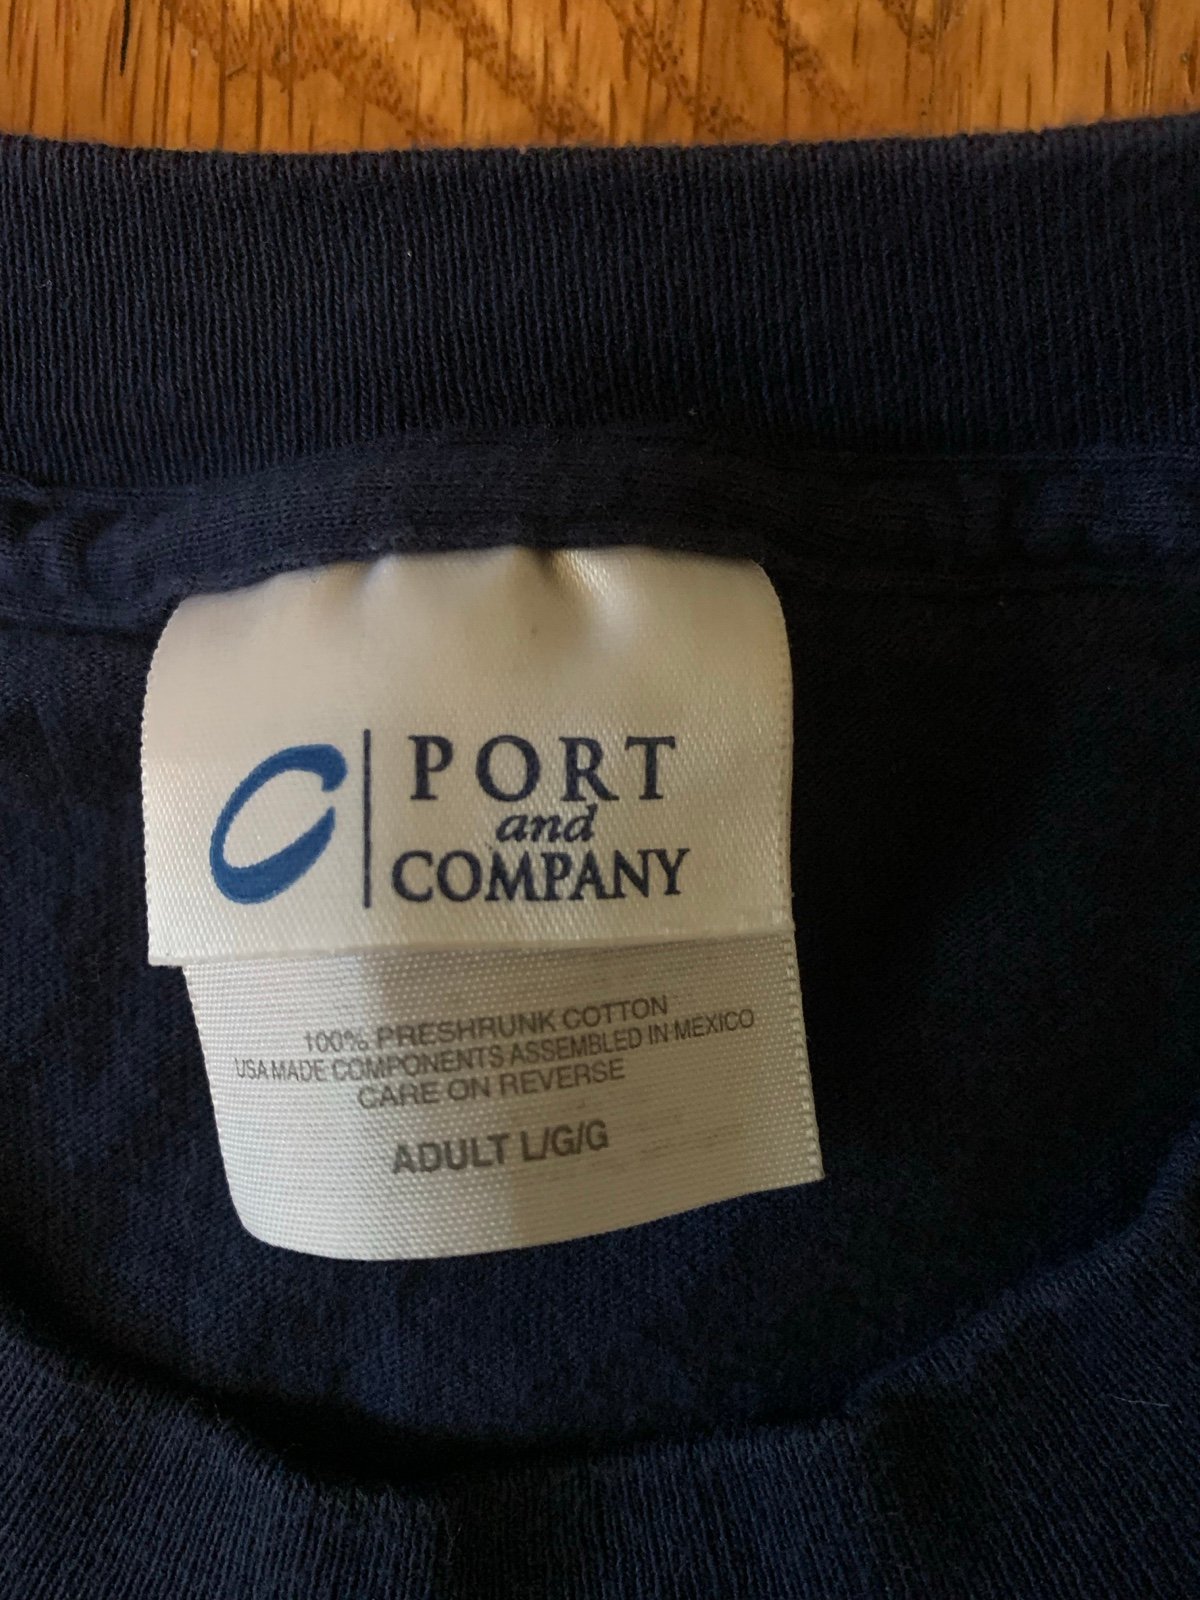 PORT
and
COMPANY
100% PRESHRUNK COTTON
USA MADE COMPONENTS ASSEMBLED IN MEXICO
CARE ON REVERSE
ADULT L/G/G